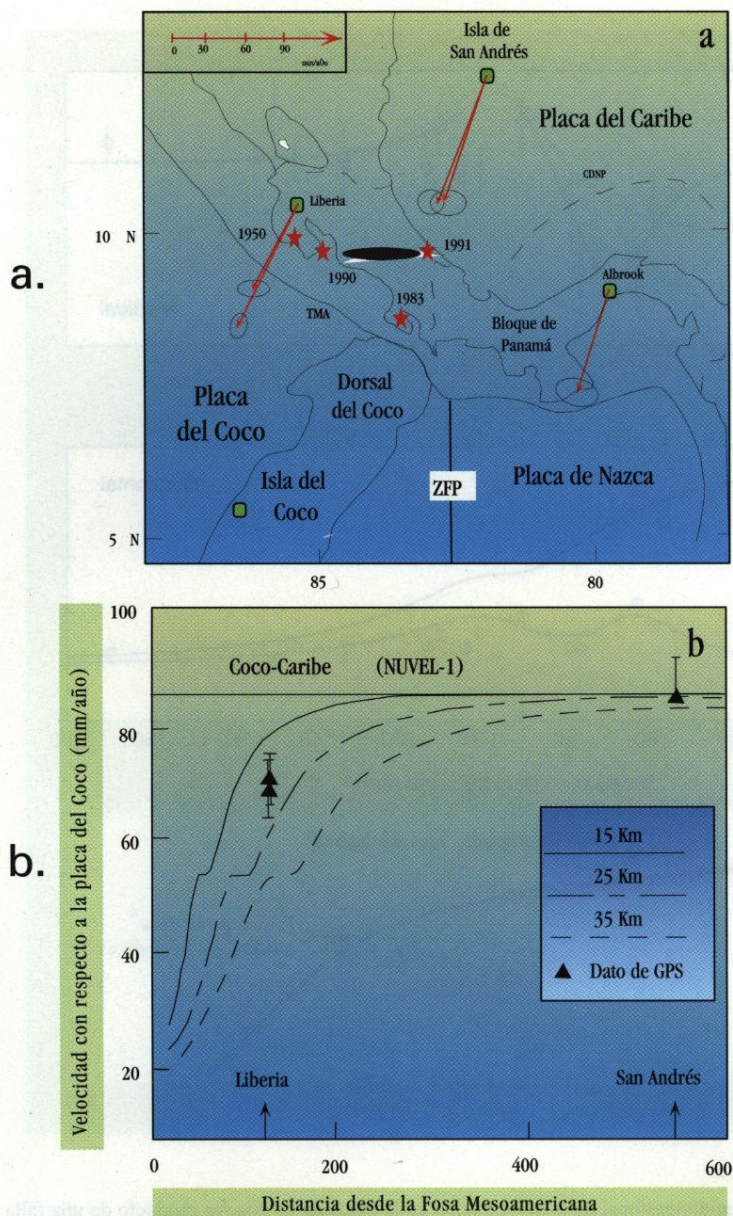 a.
a
0 30 60 90
mm/año
Isla de
San Andrés
Placa del Caribe
CDNP
Liberia
10 N
1950
1990
1991
1983
Albrook
TMA
Bloque de
Panamá
Placa
del Coco
Dorsal
del Coco
Isla del
Coco
ZFP
Placa de Nazca
5 N
85 80
b.
b
Velocidad con respecto a la placa del Coco (mm/año)
100
80
60
40
20
Coco-Caribe (NUVEL-1)
15 Km
25 Km
35 Km
▲ Dato de GPS
Liberia
San Andrés
0 200 400 600
Distancia desde la Fosa Mesoamericana